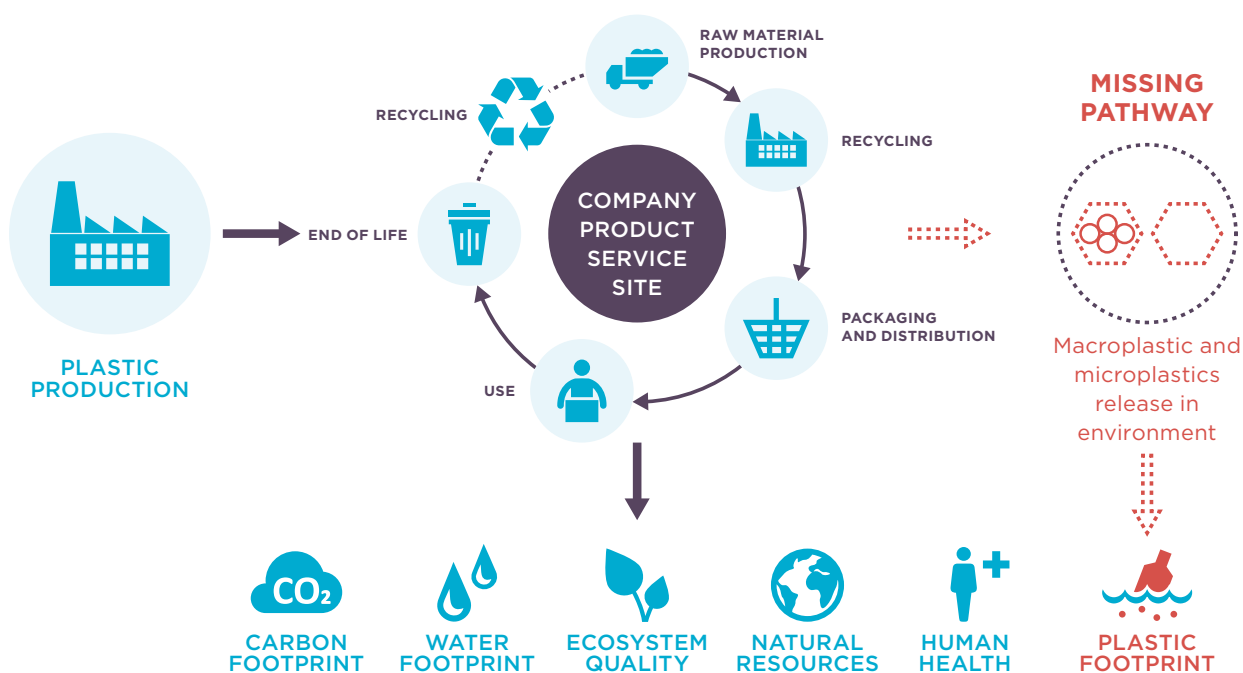 RAW MATERIAL
PRODUCTION
MISSING
PATHWAY
RECYCLING
RECYCLING
COMPANY
PRODUCT
SERVICE
SITE
END OF LIFE
PACKAGING
AND DISTRIBUTION
PLASTIC
PRODUCTION
USE
Macroplastic and
microplastics
release in
environment
CO₂
CARBON
FOOTPRINT
WATER
FOOTPRINT
ECOSYSTEM
QUALITY
NATURAL
RESOURCES
HUMAN
HEALTH
PLASTIC
FOOTPRINT